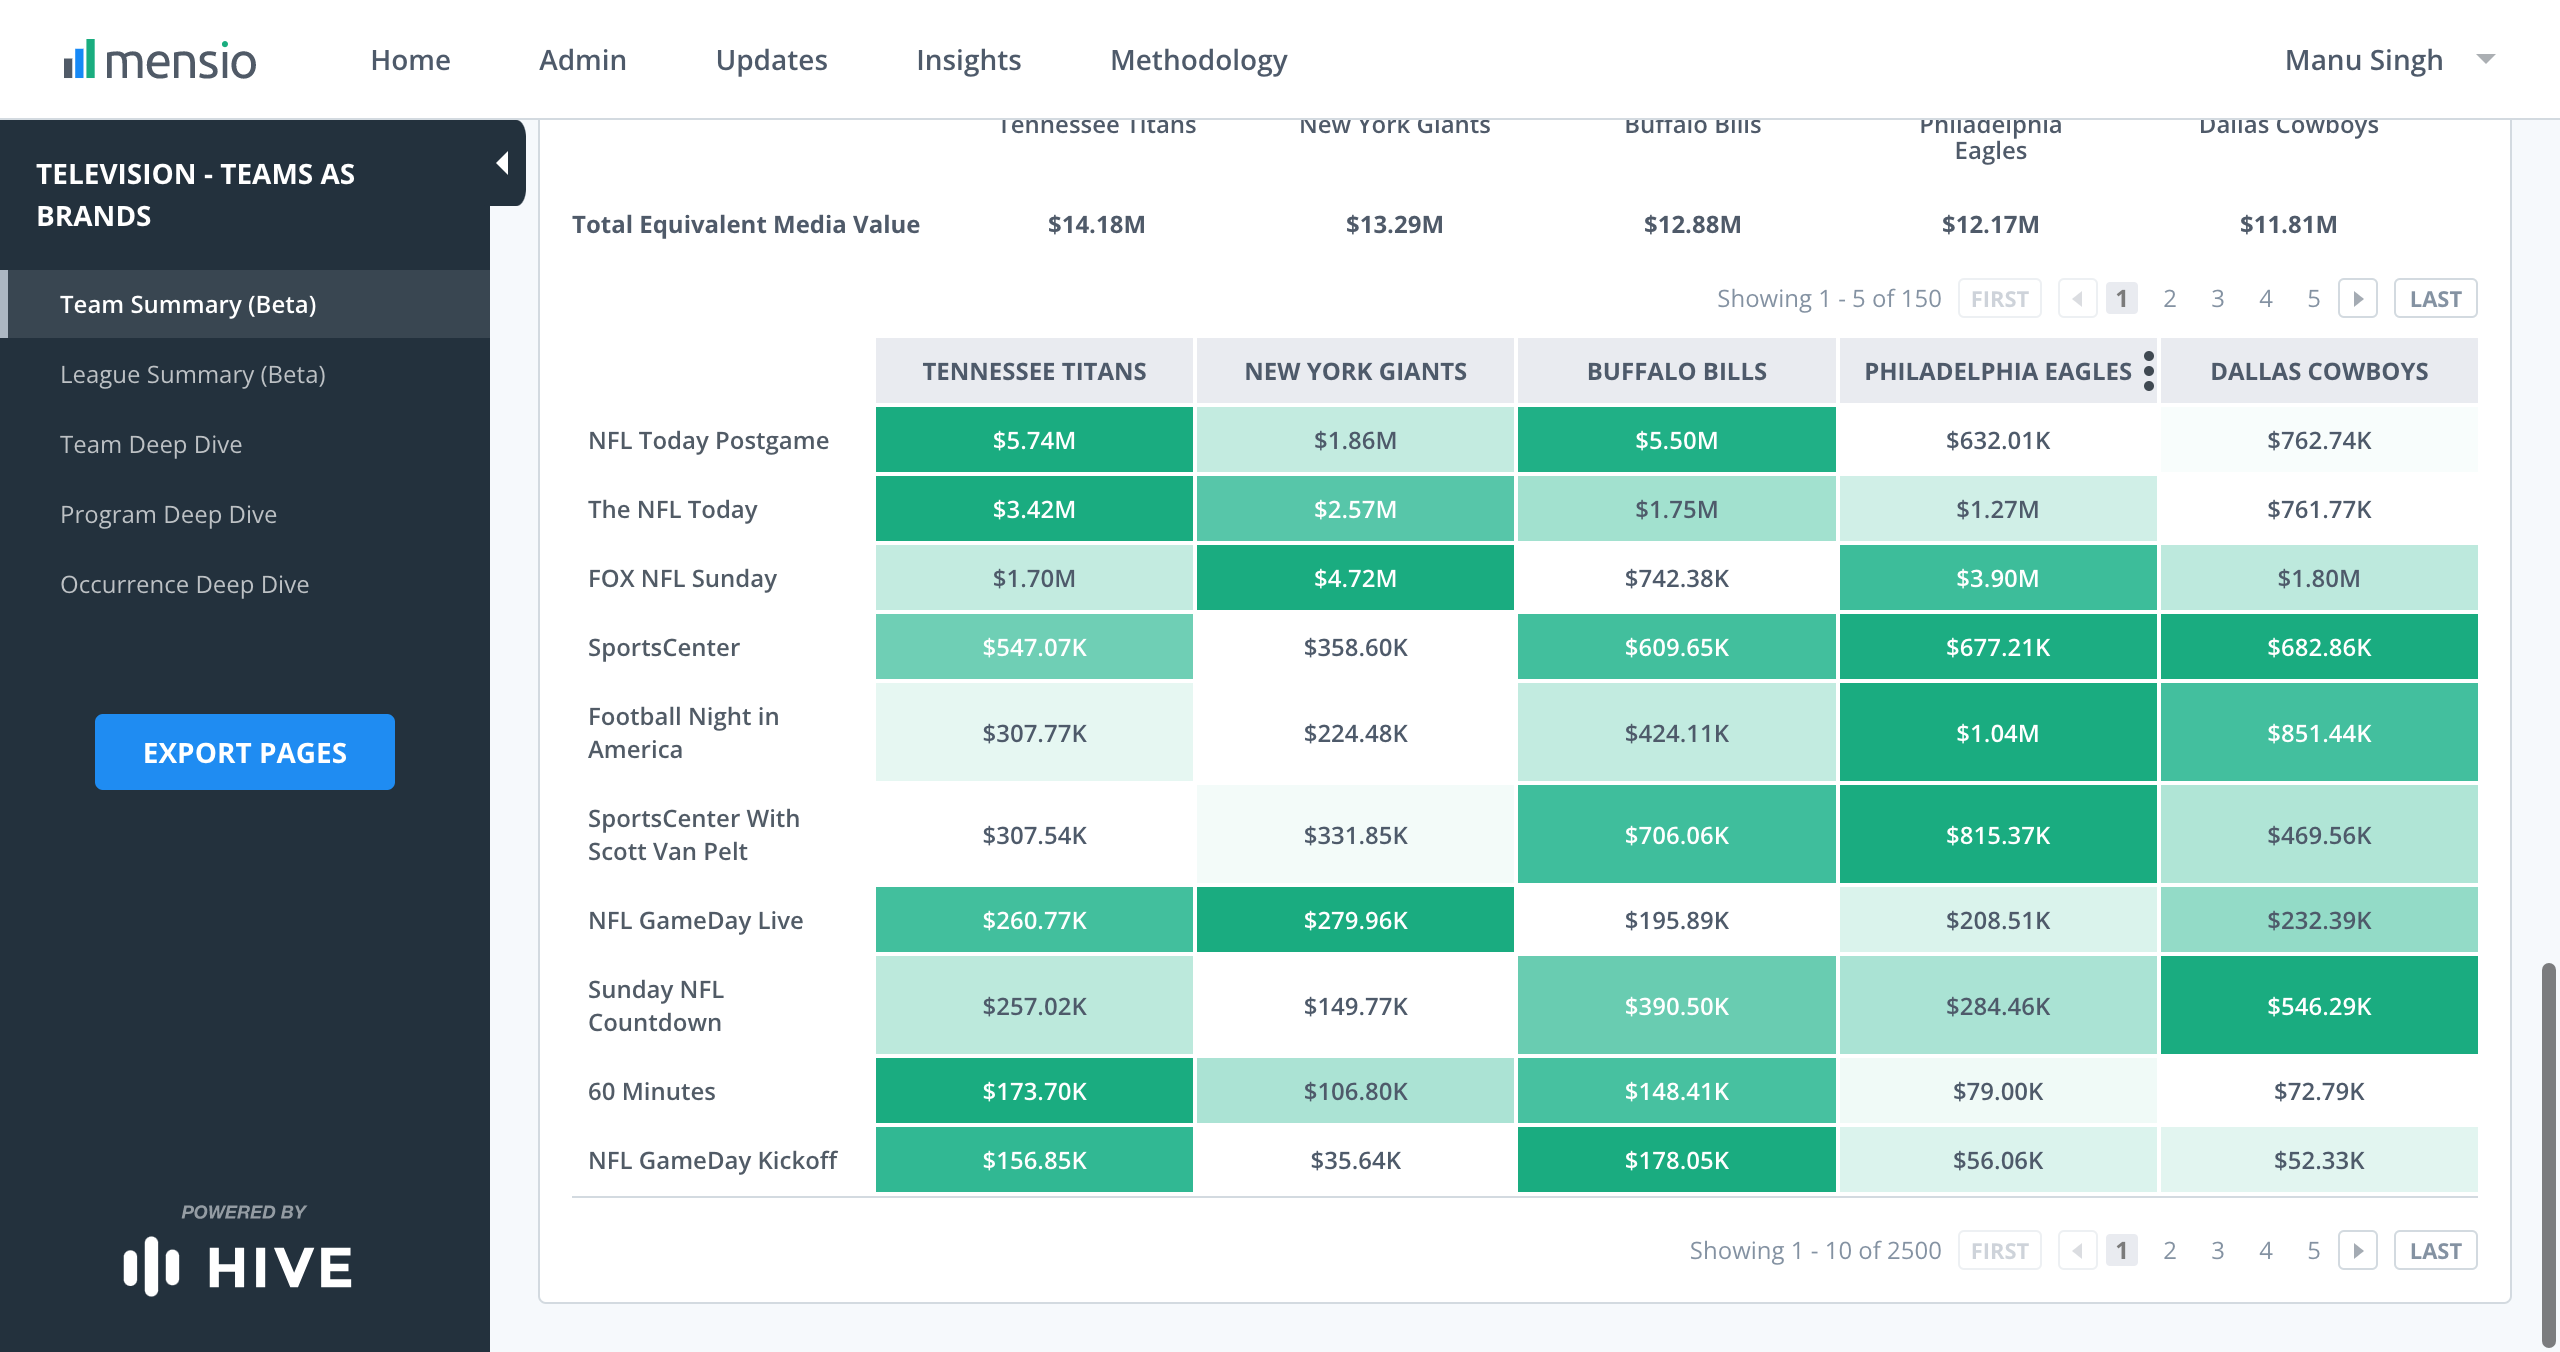 mensio
Home Admin Updates Insights Methodology Manu Singh
TELEVISION - TEAMS AS
BRANDS
Team Summary (Beta)
League Summary (Beta)
Team Deep Dive
Program Deep Dive
Occurrence Deep Dive
EXPORT PAGES
POWERED BY
HIVE
Tennessee Titans New York Giants Buffalo Bills Philadelphia Eagles Dallas Cowboys
Total Equivalent Media Value $14.18M $13.29M $12.88M $12.17M $11.81M
Showing 1 - 5 of 150 FIRST 1 2 3 4 5 LAST
TENNESSEE TITANS NEW YORK GIANTS BUFFALO BILLS PHILADELPHIA EAGLES DALLAS COWBOYS
NFL Today Postgame $5.74M $1.86M $5.50M $632.01K $762.74K
The NFL Today $3.42M $2.57M $1.75M $1.27M $761.77K
FOX NFL Sunday $1.70M $4.72M $742.38K $3.90M $1.80M
SportsCenter $547.07K $358.60K $609.65K $677.21K $682.86K
Football Night in America $307.77K $224.48K $424.11K $1.04M $851.44K
SportsCenter With Scott Van Pelt $307.54K $331.85K $706.06K $815.37K $469.56K
NFL GameDay Live $260.77K $279.96K $195.89K $208.51K $232.39K
Sunday NFL Countdown $257.02K $149.77K $390.50K $284.46K $546.29K
60 Minutes $173.70K $106.80K $148.41K $79.00K $72.79K
NFL GameDay Kickoff $156.85K $35.64K $178.05K $56.06K $52.33K
Showing 1 - 10 of 2500 FIRST 1 2 3 4 5 LAST